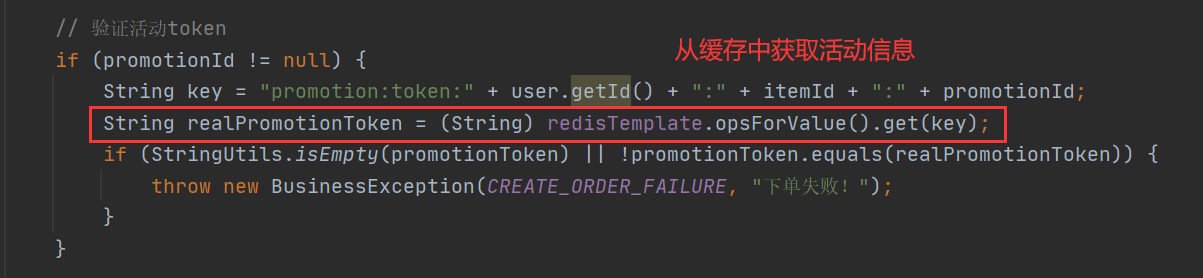 // 验证活动token
if (promotionId != null) {
从缓存中获取活动信息
String key = "promotion:token:" + user.getId() + ":" + itemId + ":" + promotionId;
String realPromotionToken = (String) redisTemplate.opsForValue().get(key);
if (StringUtils.isEmpty(promotionToken) || !promotionToken.equals(realPromotionToken)) {
throw new BusinessException(CREATE_ORDER_FAILURE, "下单失败！");
}
}